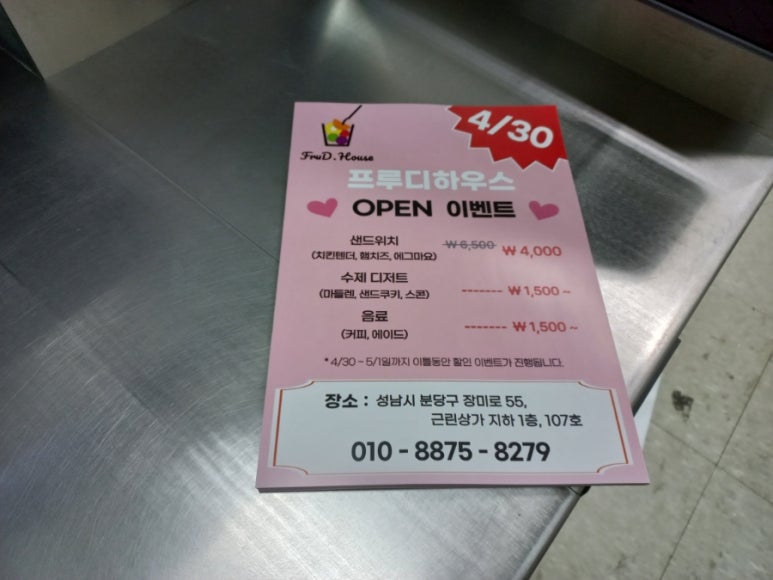 4/30
FruD.House
프루디하우스
OPEN 이벤트
샌드위치 ₩6,500 ₩4,000
(치킨텐더, 햄치즈, 에그마요)
수제 디저트
(마들렌, 샌드쿠키, 스콘) ------- ₩1,500 ~
음료
(커피, 에이드) ------- ₩1,500 ~
* 4/30 ~ 5/1일까지 이틀동안 할인 이벤트가 진행됩니다.
장소 : 성남시 분당구 장미로 55,
근린상가 지하 1층, 107호
010 - 8875 - 8279